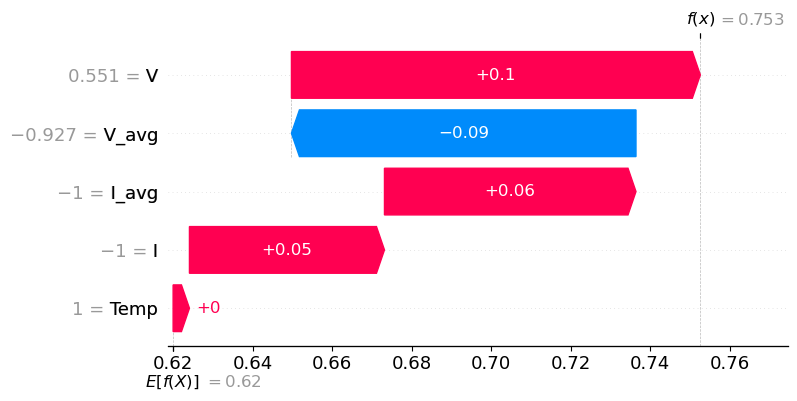 f(x) = 0.753
0.551 = V
+0.1
−0.927 = V_avg
−0.09
−1 = I_avg
+0.06
−1 = I
+0.05
1 = Temp
+0
0.62 0.64 0.66 0.68 0.70 0.72 0.74 0.76
E[f(X)] = 0.62